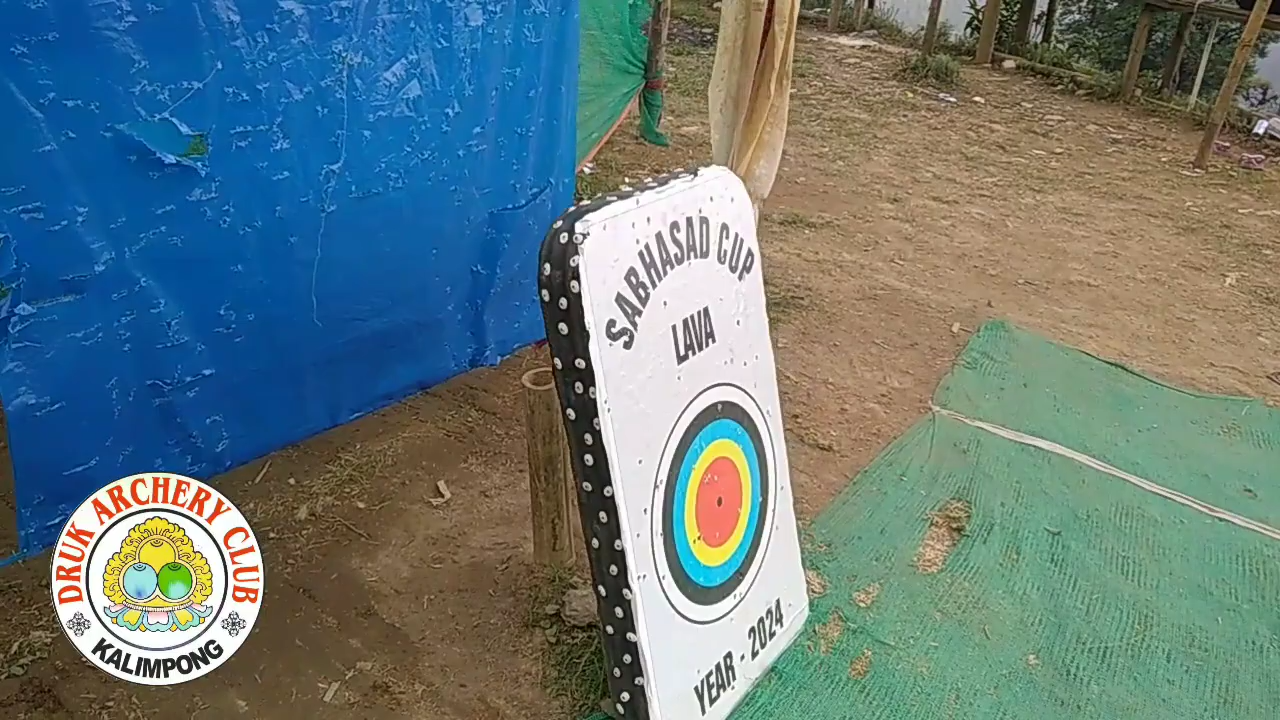 SABHASAD CUP
LAVA
YEAR - 2024
DRUK ARCHERY CLUB
KALIMPONG